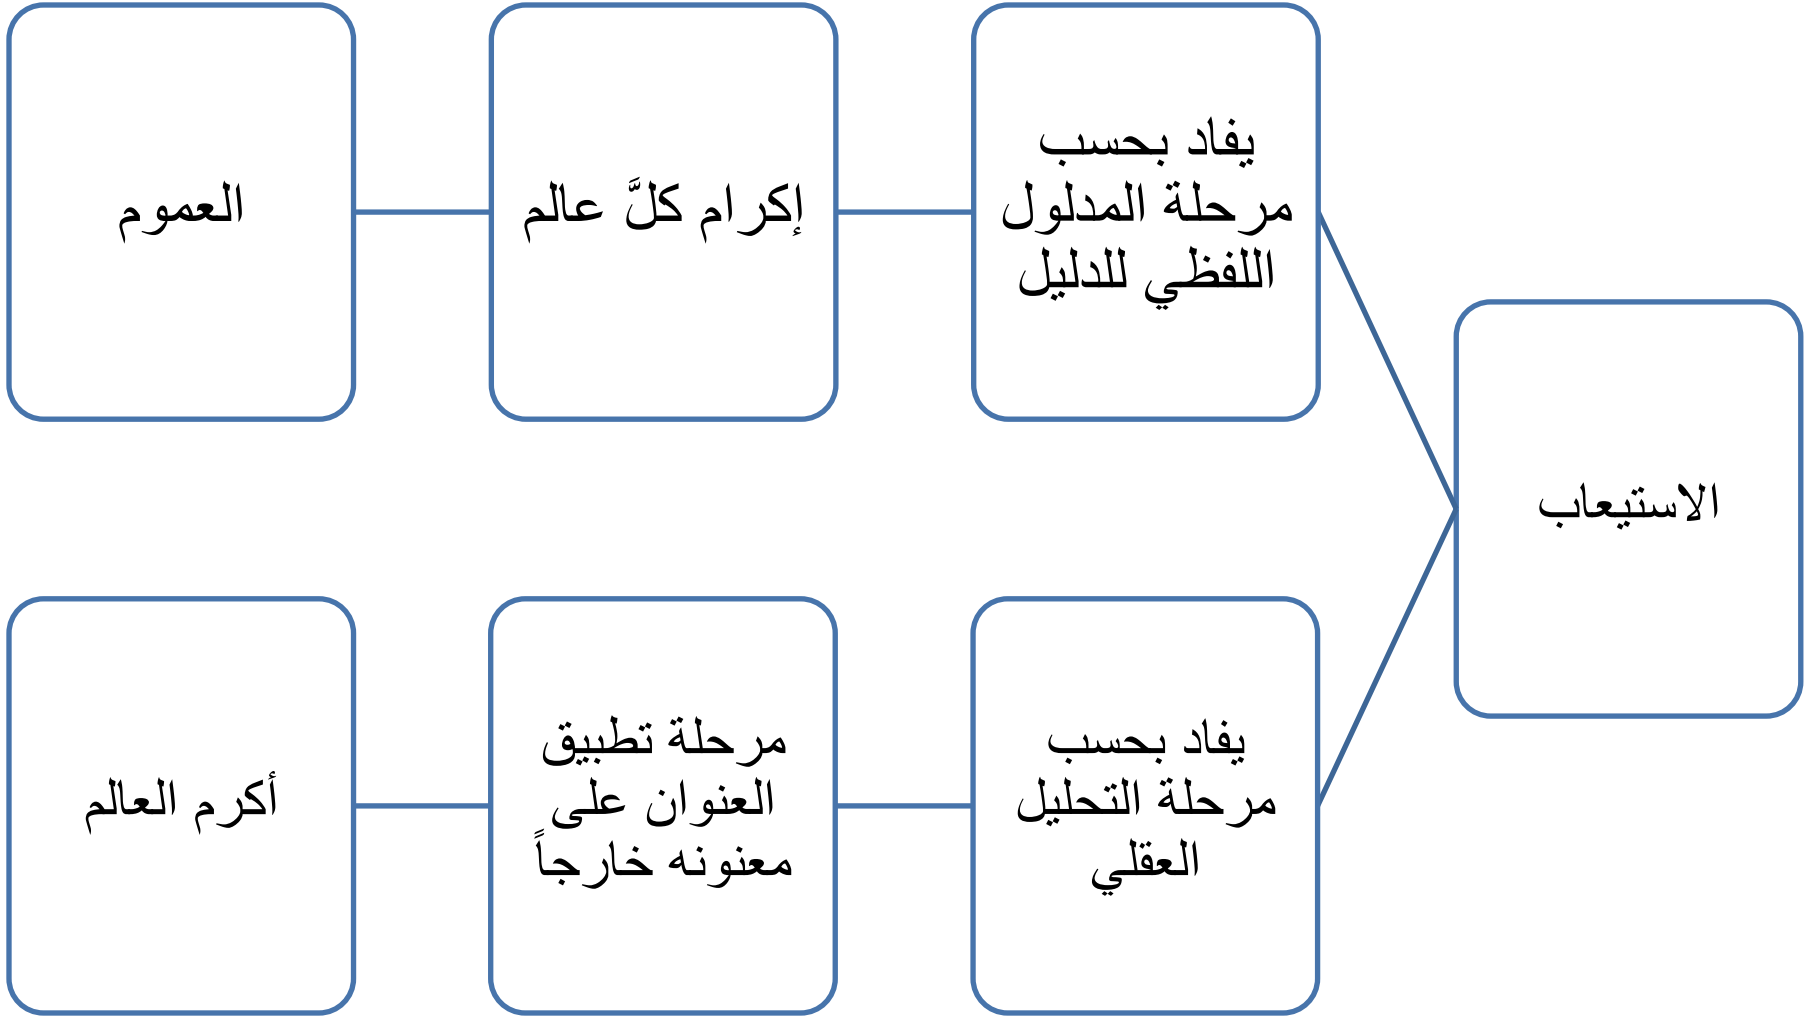 الاستيعاب
يفاد بحسب
مرحلة المدلول
اللفظي للدليل
إكرام كلَّ عالم
العموم
يفاد بحسب
مرحلة التحليل
العقلي
مرحلة تطبيق
العنوان على
معنونه خارجاً
أكرم العالم